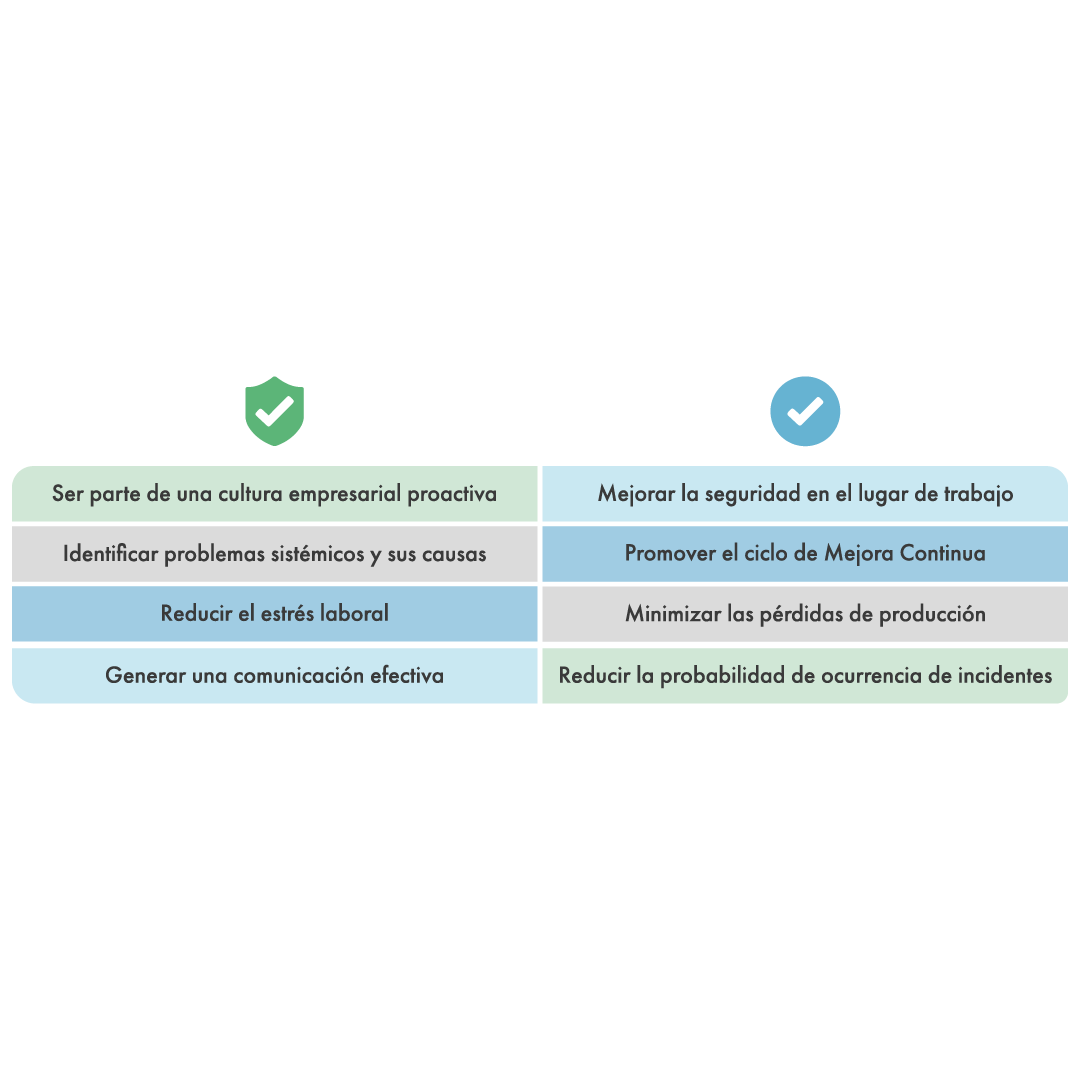 Ser parte de una cultura empresarial proactiva
Mejorar la seguridad en el lugar de trabajo
Identificar problemas sistémicos y sus causas
Promover el ciclo de Mejora Continua
Reducir el estrés laboral
Minimizar las pérdidas de producción
Generar una comunicación efectiva
Reducir la probabilidad de ocurrencia de incidentes